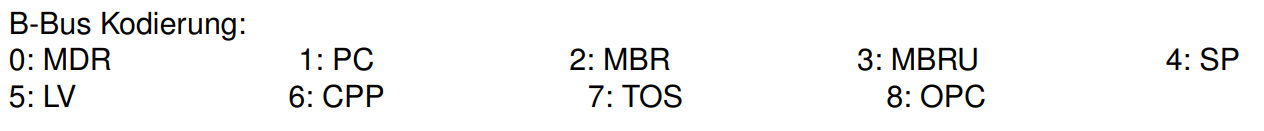 B-Bus Kodierung:
0: MDR 1: PC 2: MBR 3: MBRU 4: SP
5: LV 6: CPP 7: TOS 8: OPC